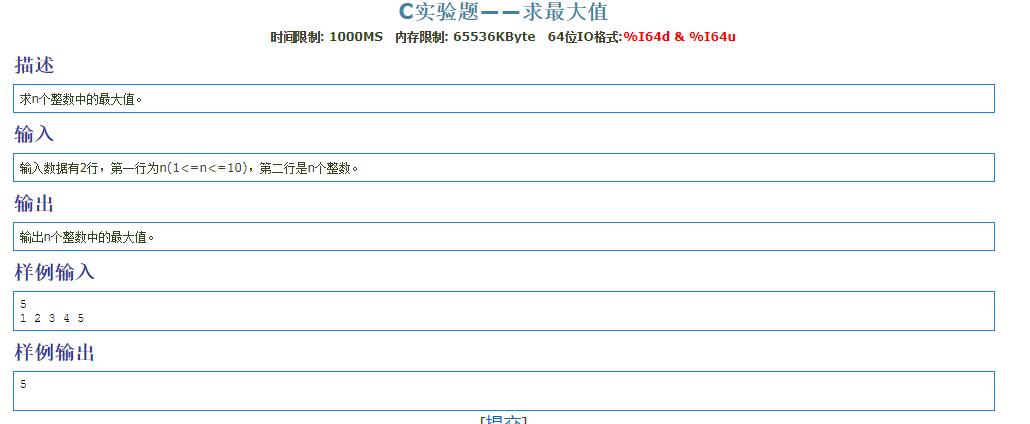 C实验题——求最大值
时间限制: 1000MS 内存限制: 65536KByte 64位IO格式:%I64d & %I64u
描述
求n个整数中的最大值。
输入
输入数据有2行，第一行为n(1<=n<=10)，第二行是n个整数。
输出
输出n个整数中的最大值。
样例输入
5
1 2 3 4 5
样例输出
5
[提交]